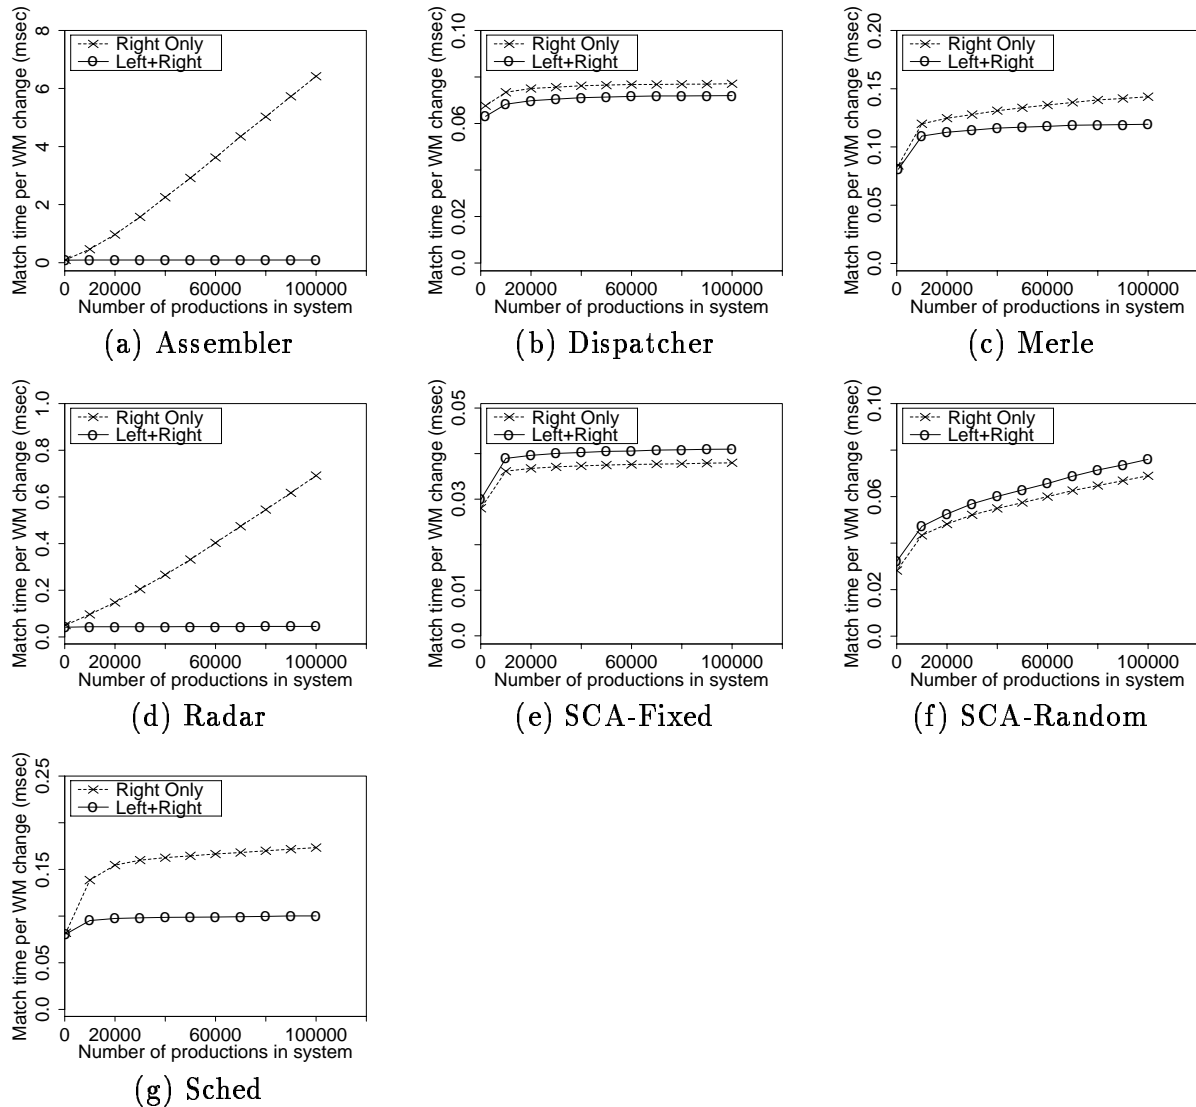 Match time per WM change (msec)
0 2 4 6 8
Right Only
Left+Right
0 20000 60000 100000
Number of productions in system
(a) Assembler
Match time per WM change (msec)
0.0 0.02 0.06 0.10
Right Only
Left+Right
0 20000 60000 100000
Number of productions in system
(b) Dispatcher
Match time per WM change (msec)
0.0 0.05 0.10 0.15 0.20
Right Only
Left+Right
0 20000 60000 100000
Number of productions in system
(c) Merle
Match time per WM change (msec)
0.0 0.2 0.4 0.6 0.8 1.0
Right Only
Left+Right
0 20000 60000 100000
Number of productions in system
(d) Radar
Match time per WM change (msec)
0.0 0.01 0.03 0.05
Right Only
Left+Right
0 20000 60000 100000
Number of productions in system
(e) SCA-Fixed
Match time per WM change (msec)
0.0 0.02 0.06 0.10
Right Only
Left+Right
0 20000 60000 100000
Number of productions in system
(f) SCA-Random
Match time per WM change (msec)
0.0 0.05 0.15 0.25
Right Only
Left+Right
0 20000 60000 100000
Number of productions in system
(g) Sched